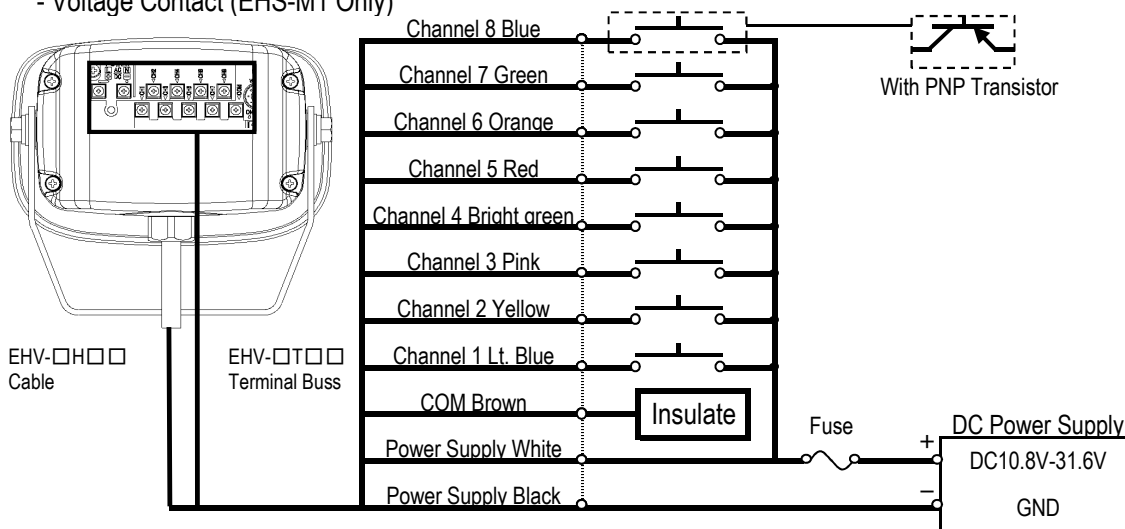 - Voltage Contact (EHS-M1 Only)
Channel 8 Blue
Channel 7 Green
With PNP Transistor
Channel 6 Orange
Channel 5 Red
Channel 4 Bright green
Channel 3 Pink
Channel 2 Yellow
EHV-□H□□
Cable
EHV-□T□□
Terminal Buss
Channel 1 Lt. Blue
COM Brown
Insulate
Fuse
DC Power Supply
Power Supply White
+
DC10.8V-31.6V
Power Supply Black
−
GND